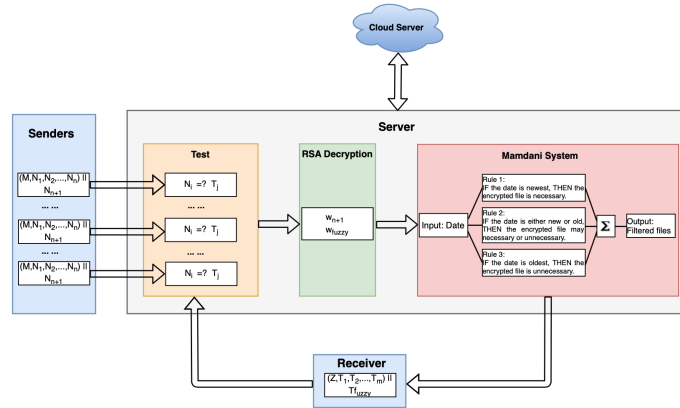 Cloud Server
Server
Senders
(M,N1,N2,...,Nn) ||
Nn+1
... ...
(M,N1,N2,...,Nn) ||
Nn+1
... ...
(M,N1,N2,...,Nn) ||
Nn+1
Test
Ni =? Tj
... ...
Ni =? Tj
... ...
Ni =? Tj
RSA Decryption
wn+1
wfuzzy
Mamdani System
Input: Date
Rule 1:
IF the date is newest, THEN the
encrypted file is necessary.
Rule 2:
IF the date is either new or old,
THEN the encrypted file may
necessary or unnecessary.
Rule 3:
IF the date is oldest, THEN the
encrypted file is unnecessary.
Σ
Output:
Filtered files
Receiver
(Z,T1,T2,...,Tm) ||
Tfuzzy